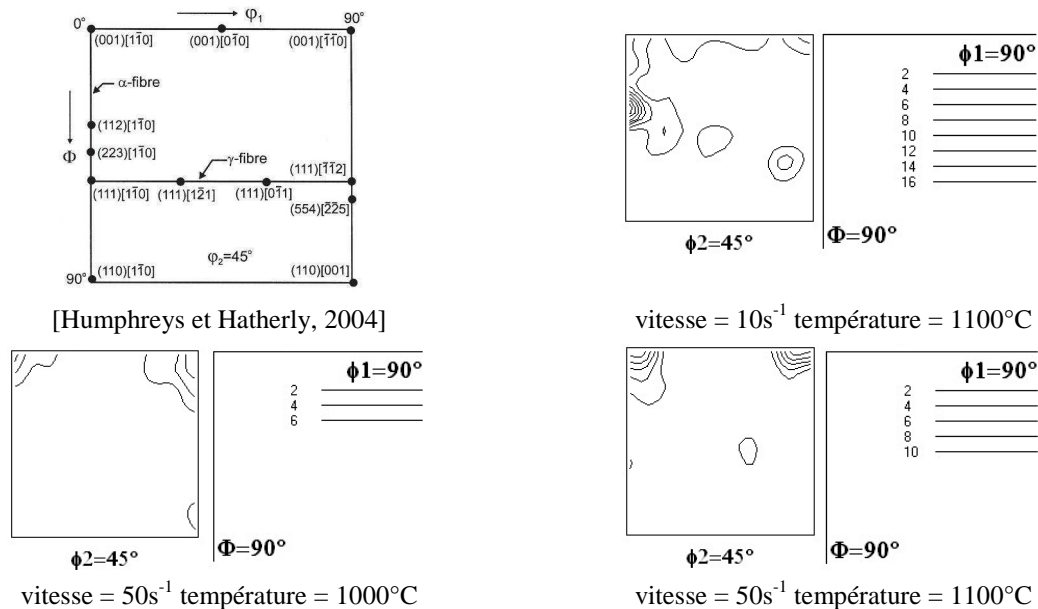 0° φ₁ 90°
(001)[11̄0] (001)[01̄0] (001)[1̄1̄0]
α-fibre
(112)[11̄0]
Φ
(223)[11̄0]
γ-fibre
(111)[1̄1̄2]
(111)[11̄0] (111)[12̄1] (111)[01̄1]
(554)[2̄2̄5]
φ₂=45°
90° (110)[11̄0] (110)[001]
[Humphreys et Hatherly, 2004]
ϕ1=90°
2
4
6
8
10
12
14
16
ϕ2=45° Φ=90°
vitesse = 10s⁻¹ température = 1100°C
ϕ1=90°
2
4
6
ϕ2=45° Φ=90°
vitesse = 50s⁻¹ température = 1000°C
ϕ1=90°
2
4
6
8
10
ϕ2=45° Φ=90°
vitesse = 50s⁻¹ température = 1100°C